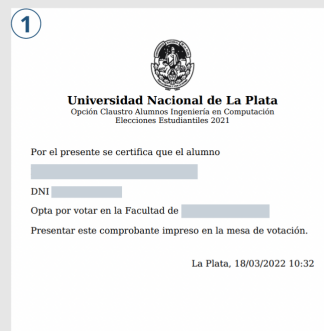 1
Universidad Nacional de La Plata
Opción Claustro Alumnos Ingeniería en Computación
Elecciones Estudiantiles 2021
Por el presente se certifica que el alumno
DNI
Opta por votar en la Facultad de
Presentar este comprobante impreso en la mesa de votación.
La Plata, 18/03/2022 10:32